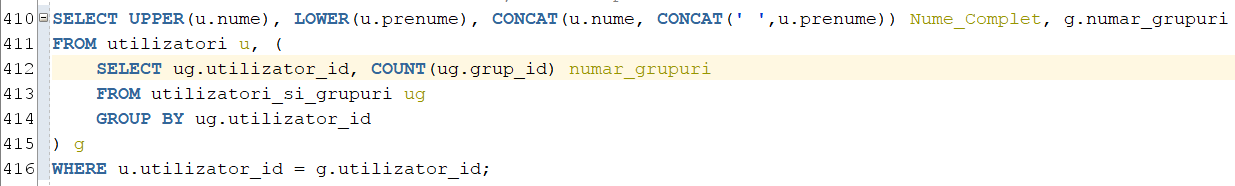 410 SELECT UPPER(u.nume), LOWER(u.prenume), CONCAT(u.nume, CONCAT(' ',u.prenume)) Nume_Complet, g.numar_grupuri
411 FROM utilizatori u, (
412     SELECT ug.utilizator_id, COUNT(ug.grup_id) numar_grupuri
413     FROM utilizatori_si_grupuri ug
414     GROUP BY ug.utilizator_id
415 ) g
416 WHERE u.utilizator_id = g.utilizator_id;